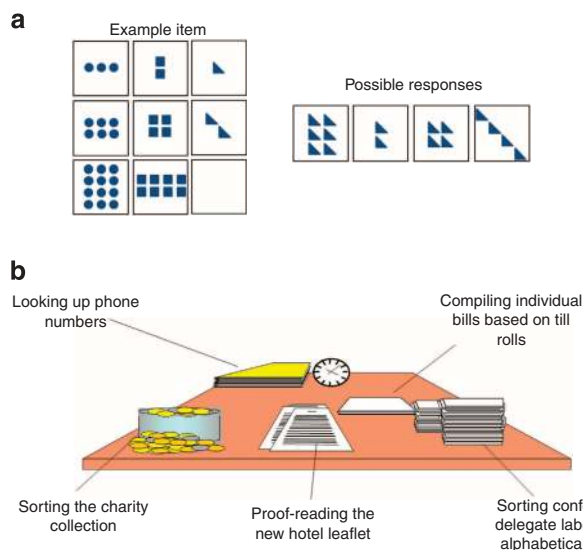 a
Example item
Possible responses
b
Looking up phone
numbers
Compiling individual
bills based on till
rolls
Sorting the charity
collection
Proof-reading the
new hotel leaflet
Sorting conf
delegate lab
alphabetica